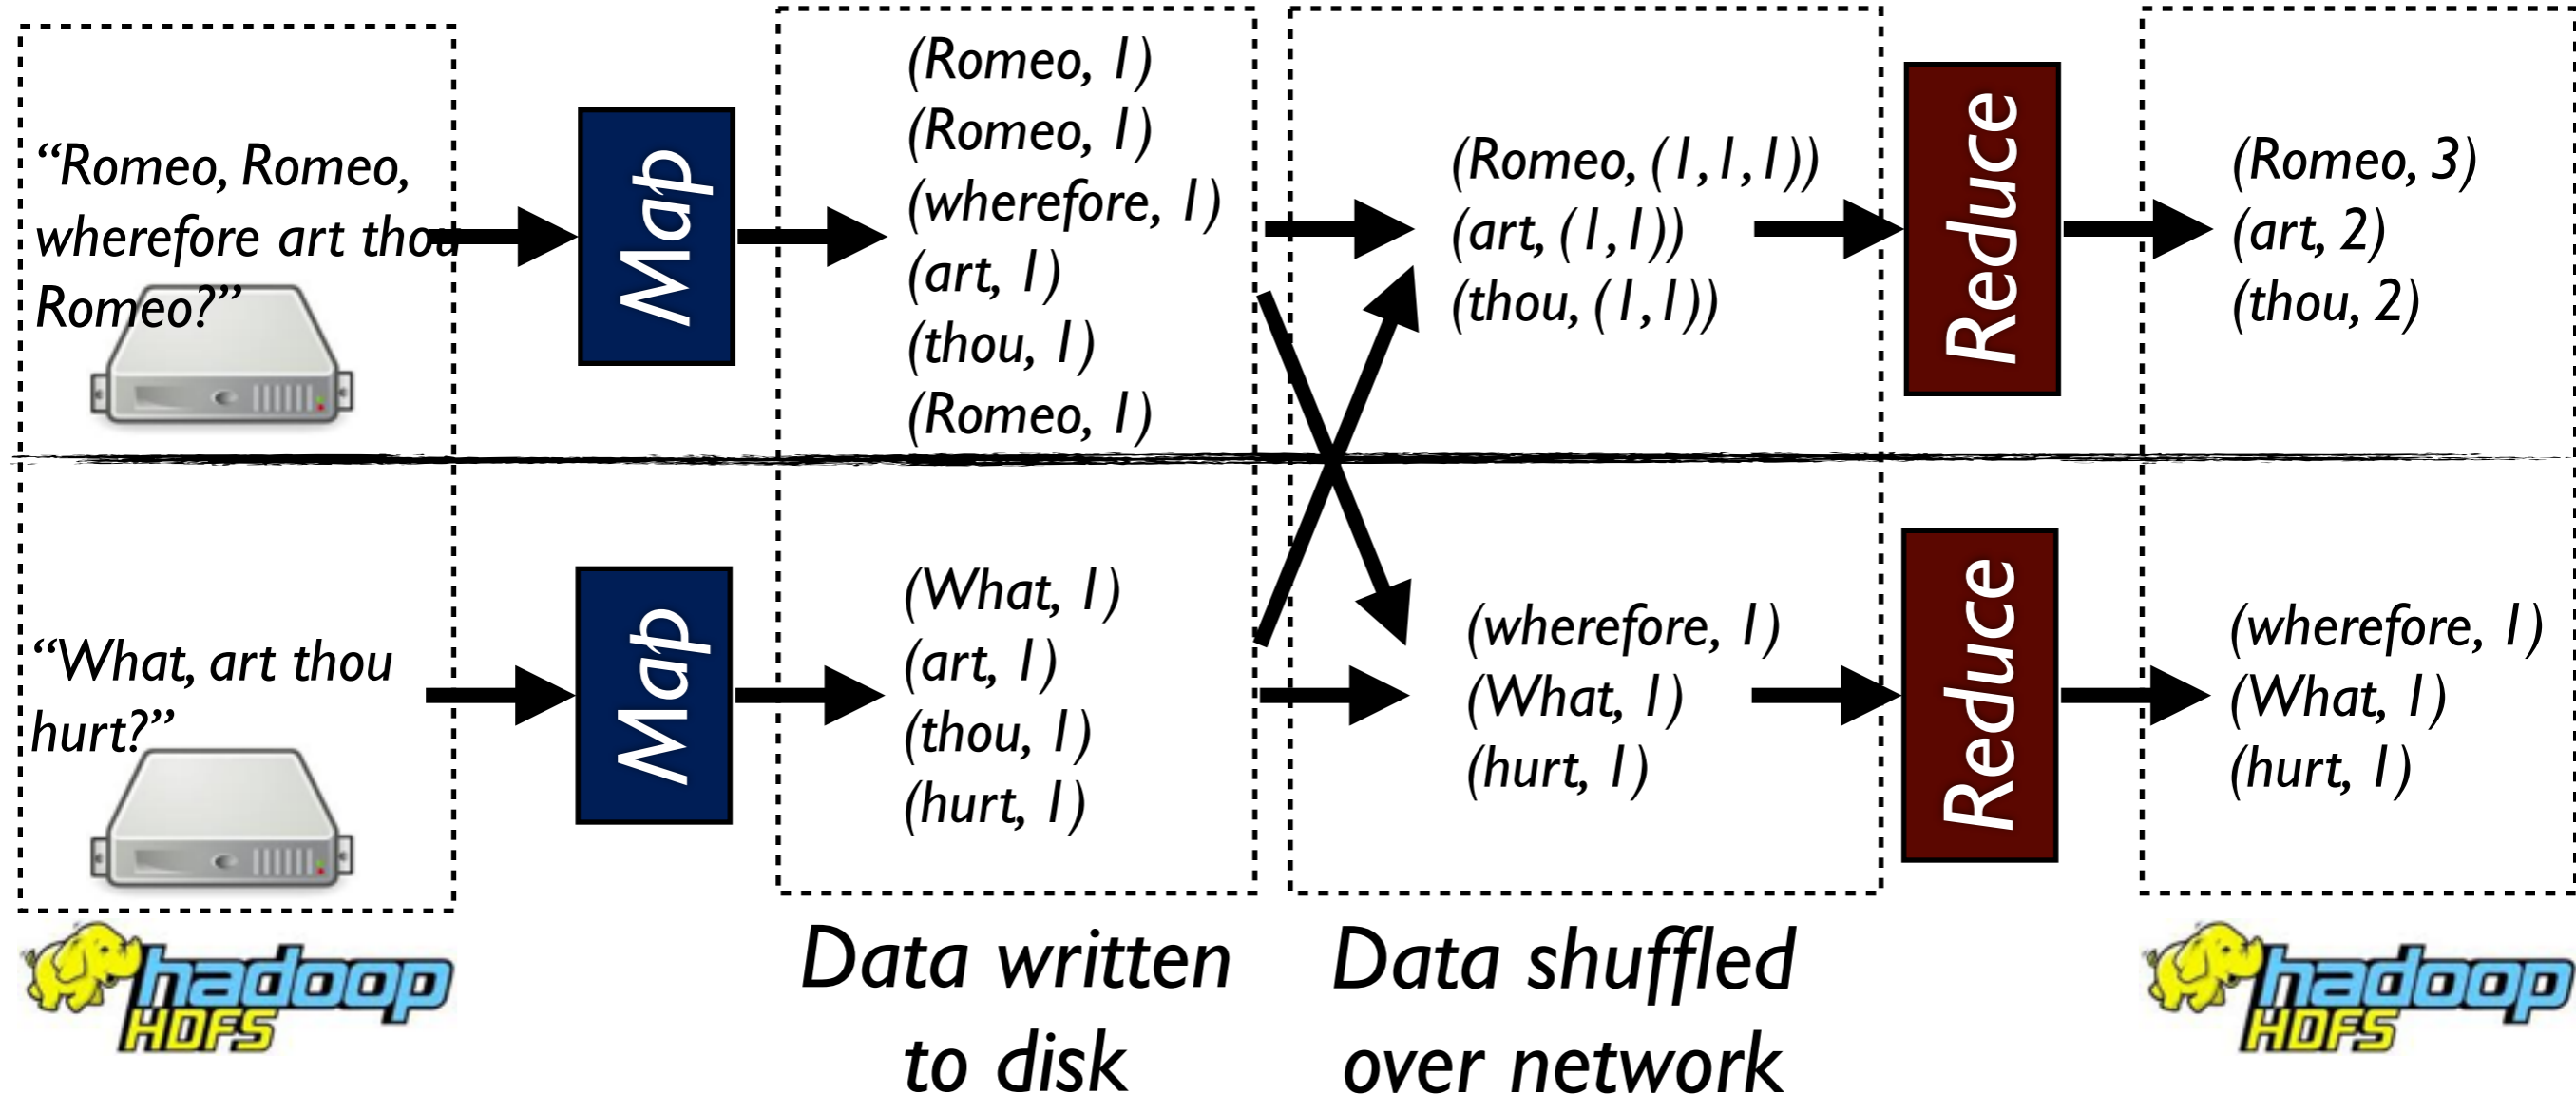 “Romeo, Romeo,
wherefore art thou
Romeo?”
Map
(Romeo, 1)
(Romeo, 1)
(wherefore, 1)
(art, 1)
(thou, 1)
(Romeo, 1)
(Romeo, (1,1,1))
(art, (1,1))
(thou, (1,1))
Reduce
(Romeo, 3)
(art, 2)
(thou, 2)
“What, art thou
hurt?”
Map
(What, 1)
(art, 1)
(thou, 1)
(hurt, 1)
(wherefore, 1)
(What, 1)
(hurt, 1)
Reduce
(wherefore, 1)
(What, 1)
(hurt, 1)
hadoop
HDFS
Data written
to disk
Data shuffled
over network
hadoop
HDFS